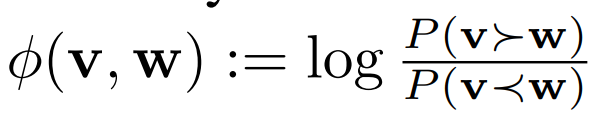 ϕ(𝐯, 𝐰) := log P(𝐯≻𝐰) / P(𝐯≺𝐰)